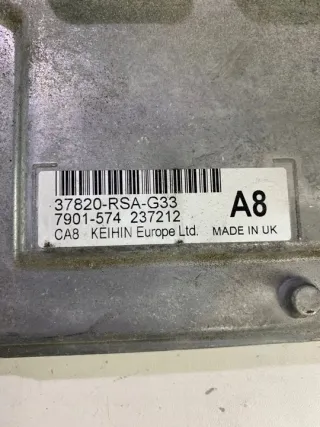 37820-RSA-G33
7901-574 237212
A8
CA8 KEIHIN Europe Ltd. MADE IN UK